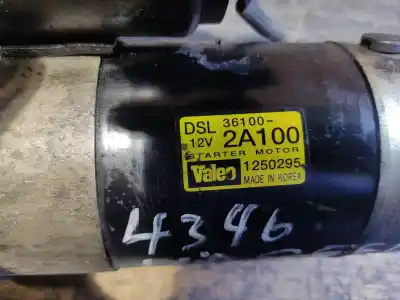 DSL 36100-
12V 2A100
STARTER MOTOR
Valeo 1250295
MADE IN KOREA
4346